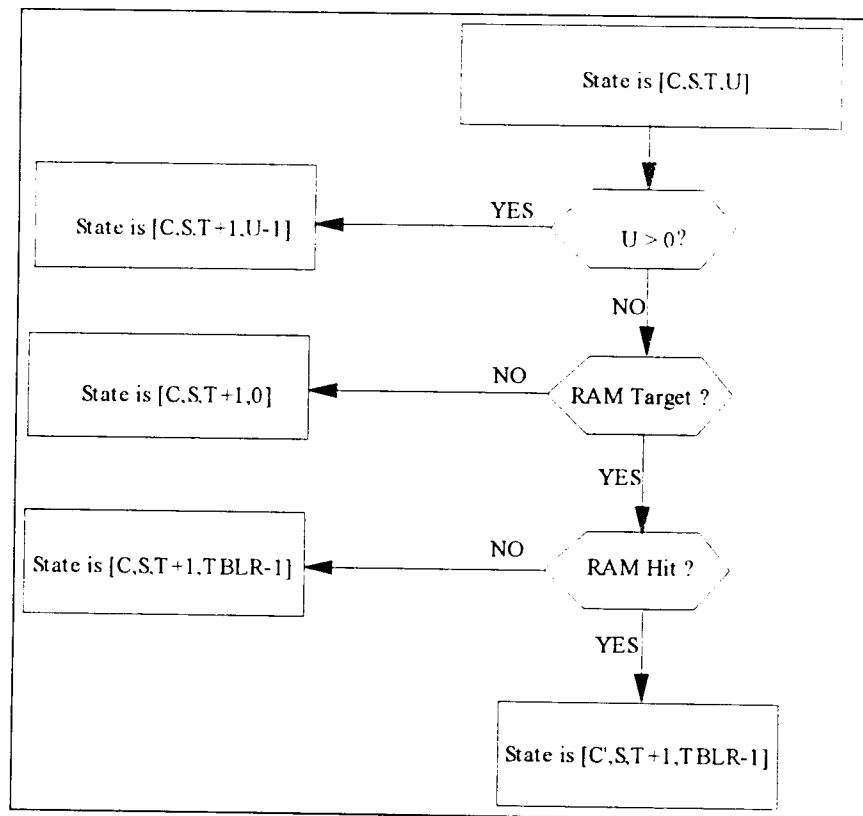 State is [C,S,T,U]
YES
State is [C,S,T+1,U-1]
U > 0?
NO
NO
State is [C,S,T+1,0]
RAM Target ?
YES
NO
State is [C,S,T+1,TBLR-1]
RAM Hit ?
YES
State is [C',S,T+1,TBLR-1]